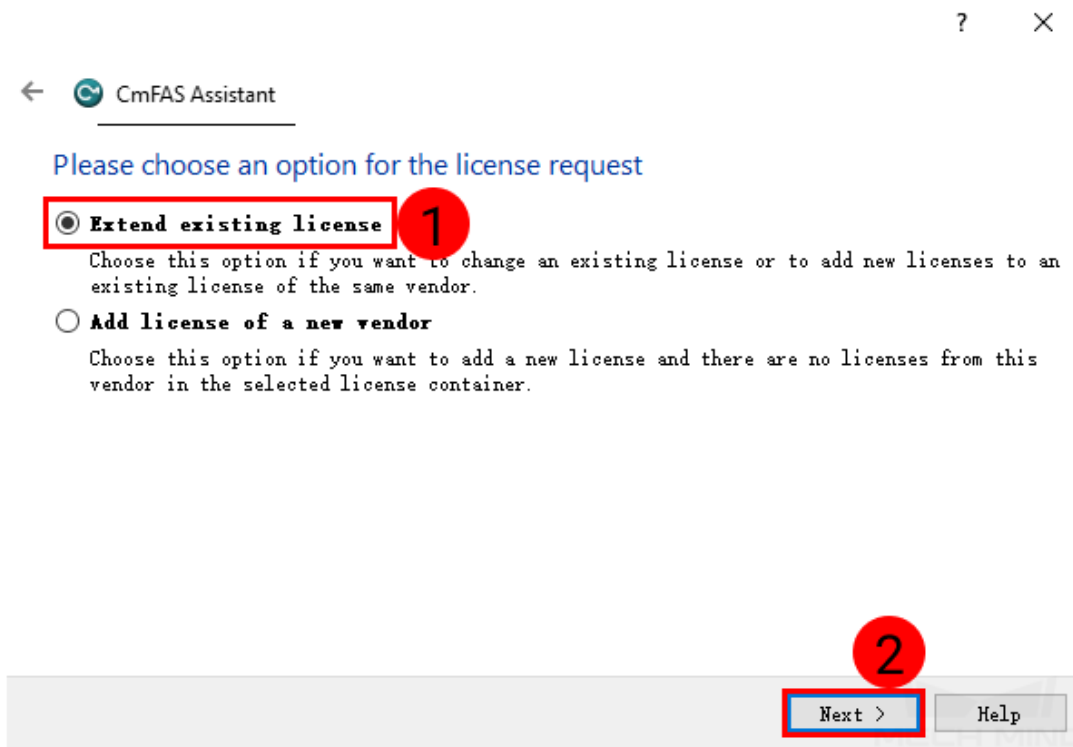 ?
CmFAS Assistant
Please choose an option for the license request
Extend existing license
1
Choose this option if you want to change an existing license or to add new licenses to an
existing license of the same vendor.
Add license of a new vendor
Choose this option if you want to add a new license and there are no licenses from this
vendor in the selected license container.
2
Next >
Help